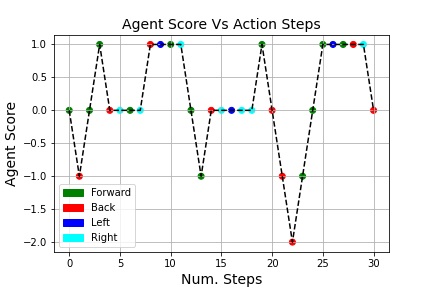 Agent Score Vs Action Steps
Agent Score
1.0
0.5
0.0
−0.5
−1.0
−1.5
−2.0
Forward
Back
Left
Right
0 5 10 15 20 25 30
Num. Steps